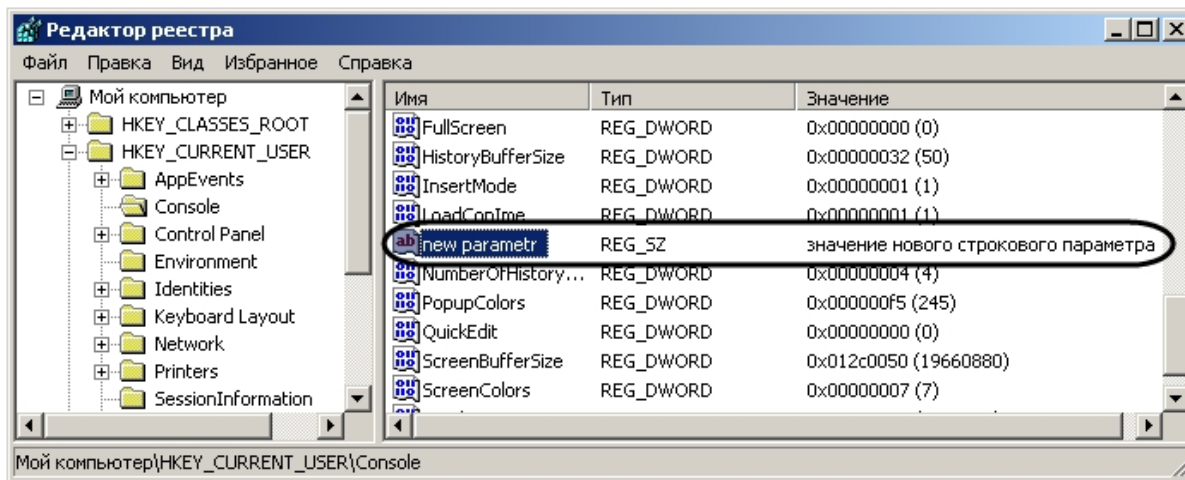 Редактор реестра
Файл Правка Вид Избранное Справка
Мой компьютер
HKEY_CLASSES_ROOT
HKEY_CURRENT_USER
AppEvents
Console
Control Panel
Environment
Identities
Keyboard Layout
Network
Printers
SessionInformation
Имя Тип Значение
FullScreen REG_DWORD 0x00000000 (0)
HistoryBufferSize REG_DWORD 0x00000032 (50)
InsertMode REG_DWORD 0x00000001 (1)
LoadConIme REG_DWORD 0x00000001 (1)
new parametr REG_SZ значение нового строкового параметра
NumberOfHistory... REG_DWORD 0x00000004 (4)
PopupColors REG_DWORD 0x000000f5 (245)
QuickEdit REG_DWORD 0x00000000 (0)
ScreenBufferSize REG_DWORD 0x012c0050 (19660880)
ScreenColors REG_DWORD 0x00000007 (7)
Мой компьютер\HKEY_CURRENT_USER\Console